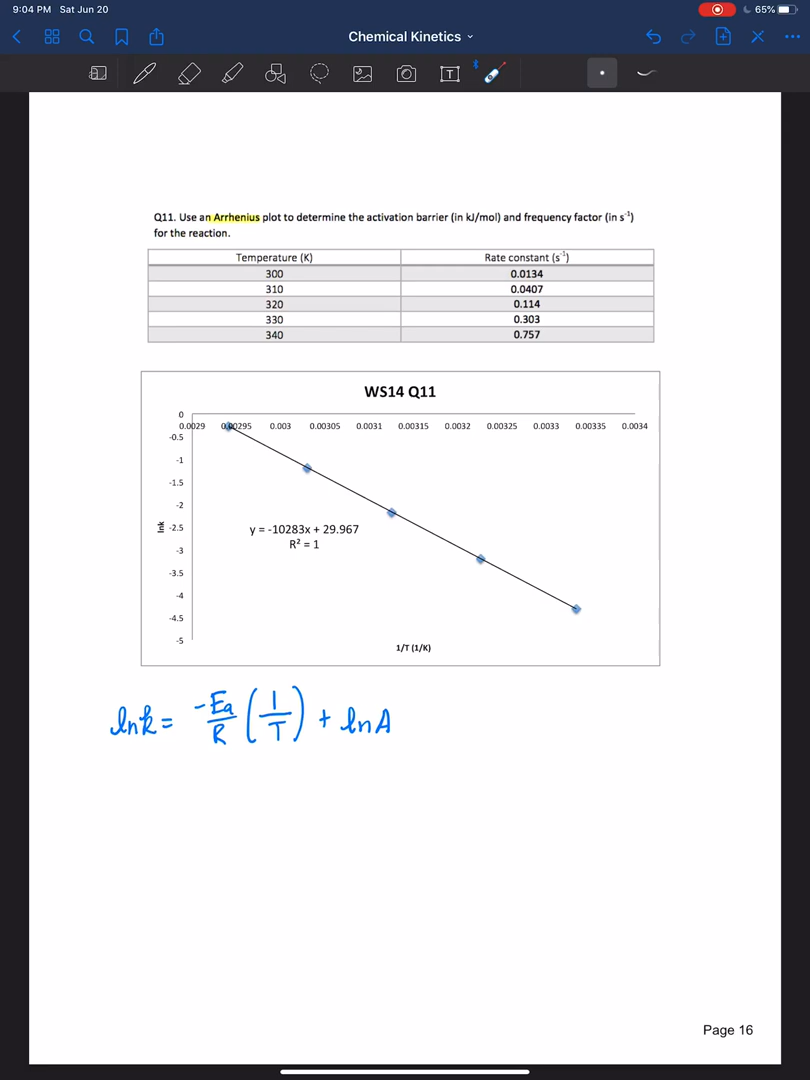 9:04 PM Sat Jun 20
65%
Chemical Kinetics
T
Q11. Use an Arrhenius plot to determine the activation barrier (in kJ/mol) and frequency factor (in s⁻¹)
for the reaction.
Temperature (K) Rate constant (s⁻¹)
300 0.0134
310 0.0407
320 0.114
330 0.303
340 0.757
WS14 Q11
0
0.0029 0.00295 0.003 0.00305 0.0031 0.00315 0.0032 0.00325 0.0033 0.00335 0.0034
-0.5
-1
-1.5
-2
-2.5
-3
-3.5
-4
-4.5
-5
lnk
y = -10283x + 29.967
R² = 1
1/T (1/K)
lnk = -Ea/R (1/T) + lnA
Page 16